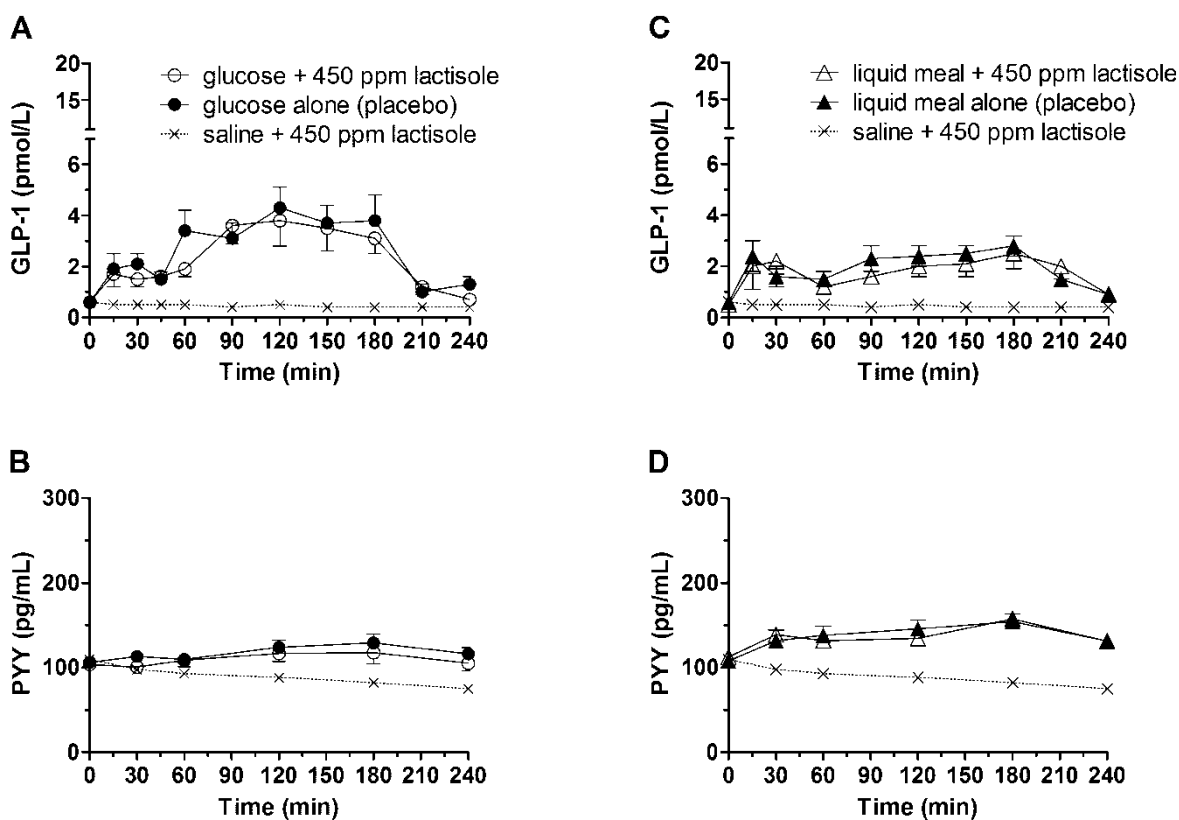 A
GLP-1 (pmol/L)
20
15
6
4
2
0
glucose + 450 ppm lactisole
glucose alone (placebo)
saline + 450 ppm lactisole
0 30 60 90 120 150 180 210 240
Time (min)
C
GLP-1 (pmol/L)
20
15
6
4
2
0
liquid meal + 450 ppm lactisole
liquid meal alone (placebo)
saline + 450 ppm lactisole
0 30 60 90 120 150 180 210 240
Time (min)
B
PYY (pg/mL)
300
200
100
0
0 30 60 90 120 150 180 210 240
Time (min)
D
PYY (pg/mL)
300
200
100
0
0 30 60 90 120 150 180 210 240
Time (min)